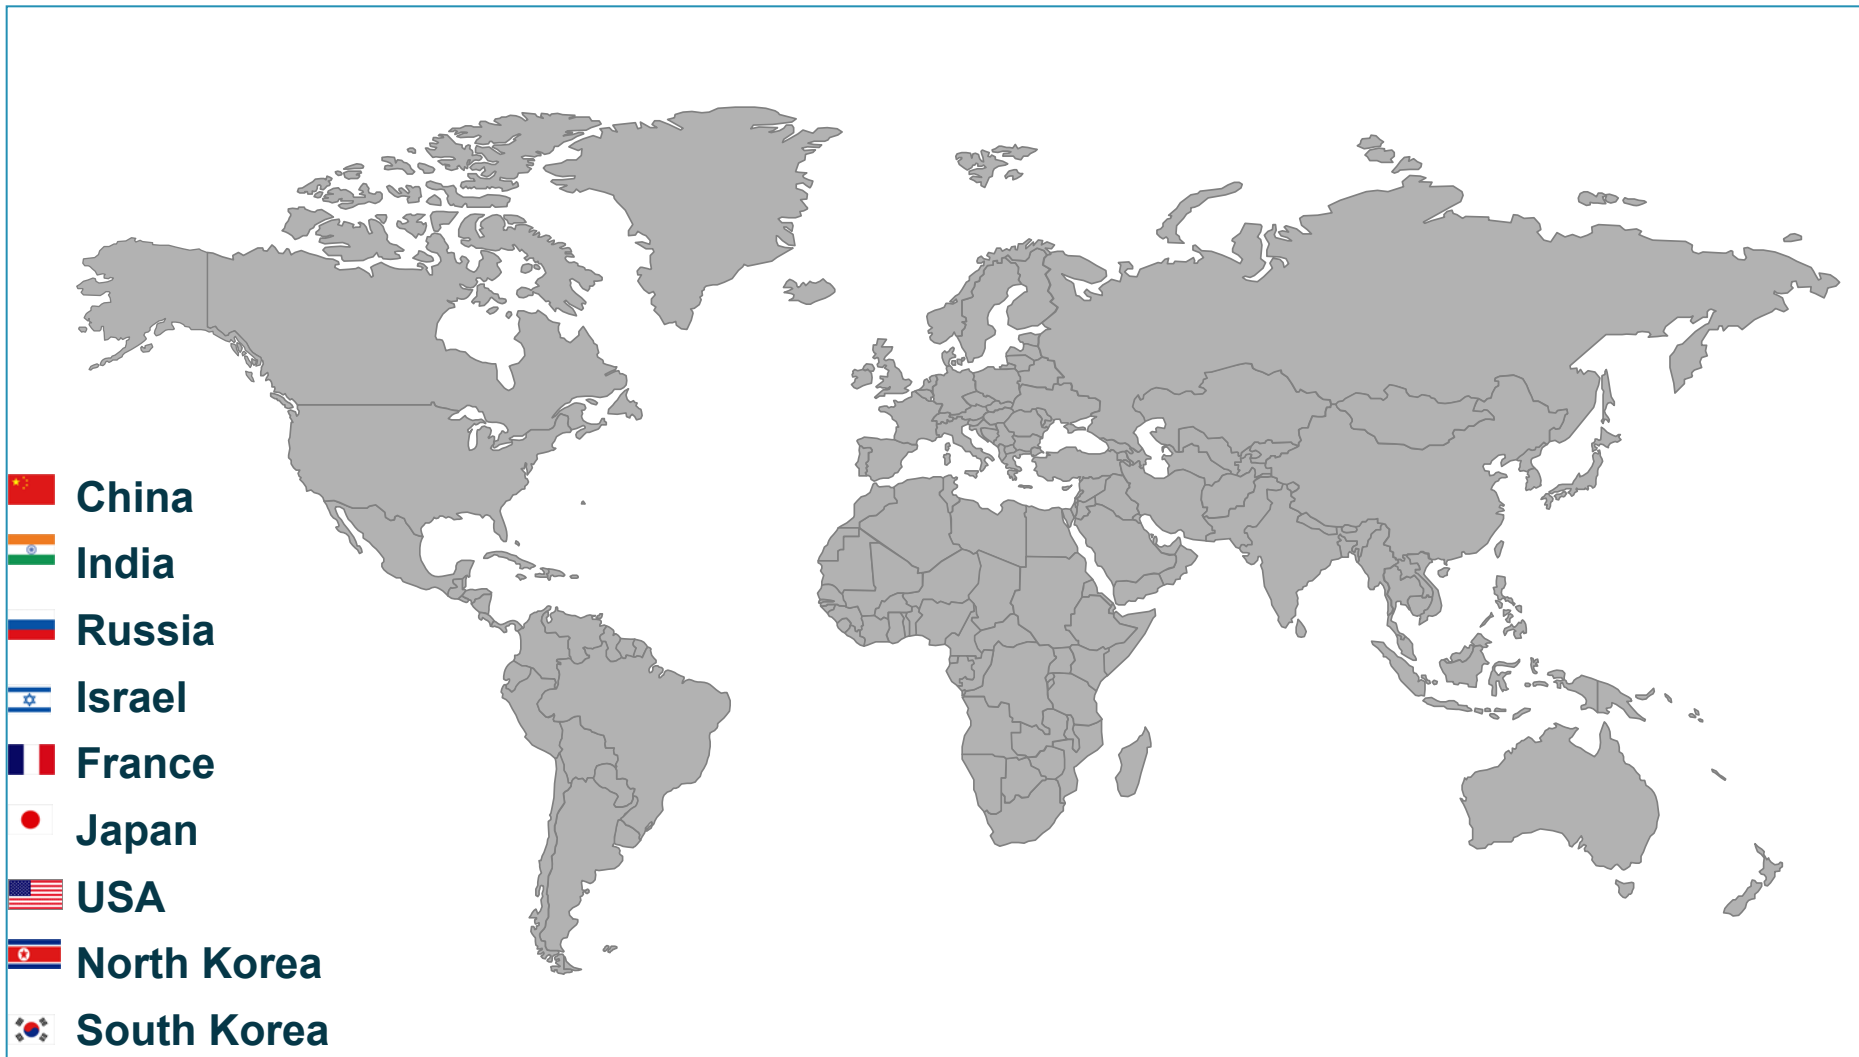 China
India
Russia
Israel
France
Japan
USA
North Korea
South Korea